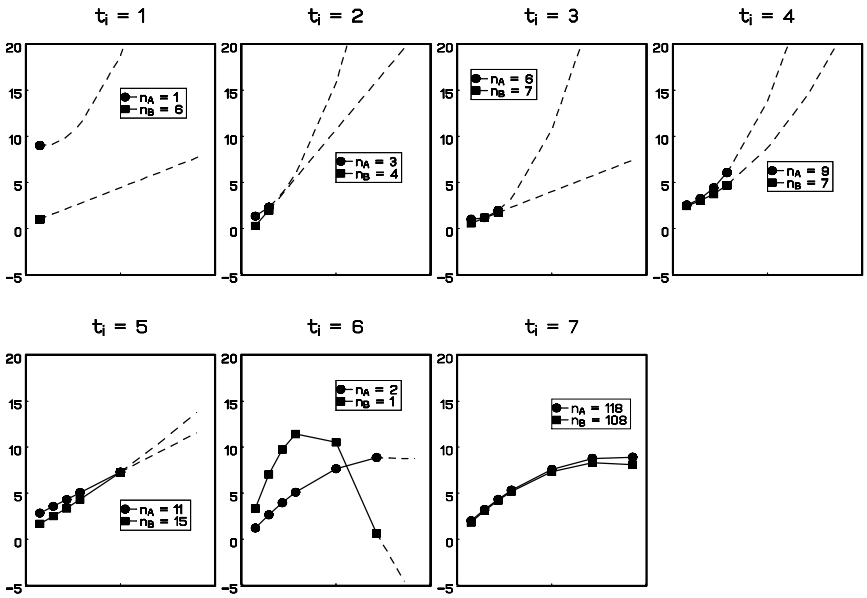 tᵢ = 1
tᵢ = 2
tᵢ = 3
tᵢ = 4
20
15
10
5
0
−5
n_A = 1
n_B = 6
20
15
10
5
0
−5
n_A = 3
n_B = 4
20
15
10
5
0
−5
n_A = 6
n_B = 7
20
15
10
5
0
−5
n_A = 9
n_B = 7
tᵢ = 5
tᵢ = 6
tᵢ = 7
20
15
10
5
0
−5
n_A = 11
n_B = 15
20
15
10
5
0
−5
n_A = 2
n_B = 1
20
15
10
5
0
−5
n_A = 118
n_B = 108